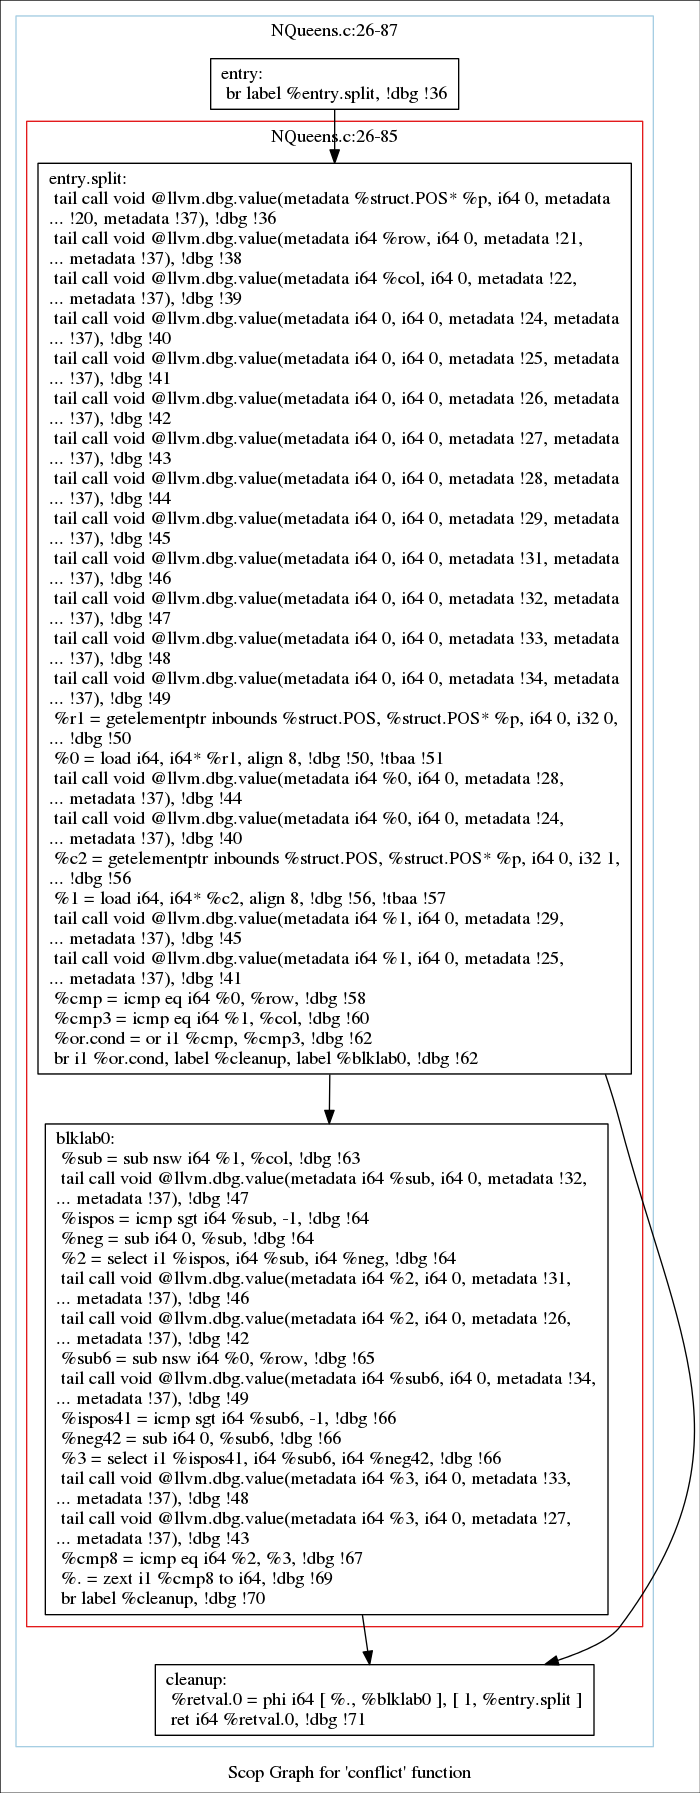 NQueens.c:26-87
entry:
br label %entry.split, !dbg !36
NQueens.c:26-85
entry.split:
tail call void @llvm.dbg.value(metadata %struct.POS* %p, i64 0, metadata
... !20, metadata !37), !dbg !36
tail call void @llvm.dbg.value(metadata i64 %row, i64 0, metadata !21,
... metadata !37), !dbg !38
tail call void @llvm.dbg.value(metadata i64 %col, i64 0, metadata !22,
... metadata !37), !dbg !39
tail call void @llvm.dbg.value(metadata i64 0, i64 0, metadata !24, metadata
... !37), !dbg !40
tail call void @llvm.dbg.value(metadata i64 0, i64 0, metadata !25, metadata
... !37), !dbg !41
tail call void @llvm.dbg.value(metadata i64 0, i64 0, metadata !26, metadata
... !37), !dbg !42
tail call void @llvm.dbg.value(metadata i64 0, i64 0, metadata !27, metadata
... !37), !dbg !43
tail call void @llvm.dbg.value(metadata i64 0, i64 0, metadata !28, metadata
... !37), !dbg !44
tail call void @llvm.dbg.value(metadata i64 0, i64 0, metadata !29, metadata
... !37), !dbg !45
tail call void @llvm.dbg.value(metadata i64 0, i64 0, metadata !31, metadata
... !37), !dbg !46
tail call void @llvm.dbg.value(metadata i64 0, i64 0, metadata !32, metadata
... !37), !dbg !47
tail call void @llvm.dbg.value(metadata i64 0, i64 0, metadata !33, metadata
... !37), !dbg !48
tail call void @llvm.dbg.value(metadata i64 0, i64 0, metadata !34, metadata
... !37), !dbg !49
%r1 = getelementptr inbounds %struct.POS, %struct.POS* %p, i64 0, i32 0,
... !dbg !50
%0 = load i64, i64* %r1, align 8, !dbg !50, !tbaa !51
tail call void @llvm.dbg.value(metadata i64 %0, i64 0, metadata !28,
... metadata !37), !dbg !44
tail call void @llvm.dbg.value(metadata i64 %0, i64 0, metadata !24,
... metadata !37), !dbg !40
%c2 = getelementptr inbounds %struct.POS, %struct.POS* %p, i64 0, i32 1,
... !dbg !56
%1 = load i64, i64* %c2, align 8, !dbg !56, !tbaa !57
tail call void @llvm.dbg.value(metadata i64 %1, i64 0, metadata !29,
... metadata !37), !dbg !45
tail call void @llvm.dbg.value(metadata i64 %1, i64 0, metadata !25,
... metadata !37), !dbg !41
%cmp = icmp eq i64 %0, %row, !dbg !58
%cmp3 = icmp eq i64 %1, %col, !dbg !60
%or.cond = or i1 %cmp, %cmp3, !dbg !62
br i1 %or.cond, label %cleanup, label %blklab0, !dbg !62
blklab0:
%sub = sub nsw i64 %1, %col, !dbg !63
tail call void @llvm.dbg.value(metadata i64 %sub, i64 0, metadata !32,
... metadata !37), !dbg !47
%ispos = icmp sgt i64 %sub, -1, !dbg !64
%neg = sub i64 0, %sub, !dbg !64
%2 = select i1 %ispos, i64 %sub, i64 %neg, !dbg !64
tail call void @llvm.dbg.value(metadata i64 %2, i64 0, metadata !31,
... metadata !37), !dbg !46
tail call void @llvm.dbg.value(metadata i64 %2, i64 0, metadata !26,
... metadata !37), !dbg !42
%sub6 = sub nsw i64 %0, %row, !dbg !65
tail call void @llvm.dbg.value(metadata i64 %sub6, i64 0, metadata !34,
... metadata !37), !dbg !49
%ispos41 = icmp sgt i64 %sub6, -1, !dbg !66
%neg42 = sub i64 0, %sub6, !dbg !66
%3 = select i1 %ispos41, i64 %sub6, i64 %neg42, !dbg !66
tail call void @llvm.dbg.value(metadata i64 %3, i64 0, metadata !33,
... metadata !37), !dbg !48
tail call void @llvm.dbg.value(metadata i64 %3, i64 0, metadata !27,
... metadata !37), !dbg !43
%cmp8 = icmp eq i64 %2, %3, !dbg !67
%. = zext i1 %cmp8 to i64, !dbg !69
br label %cleanup, !dbg !70
cleanup:
%retval.0 = phi i64 [ %., %blklab0 ], [ 1, %entry.split ]
ret i64 %retval.0, !dbg !71
Scop Graph for 'conflict' function